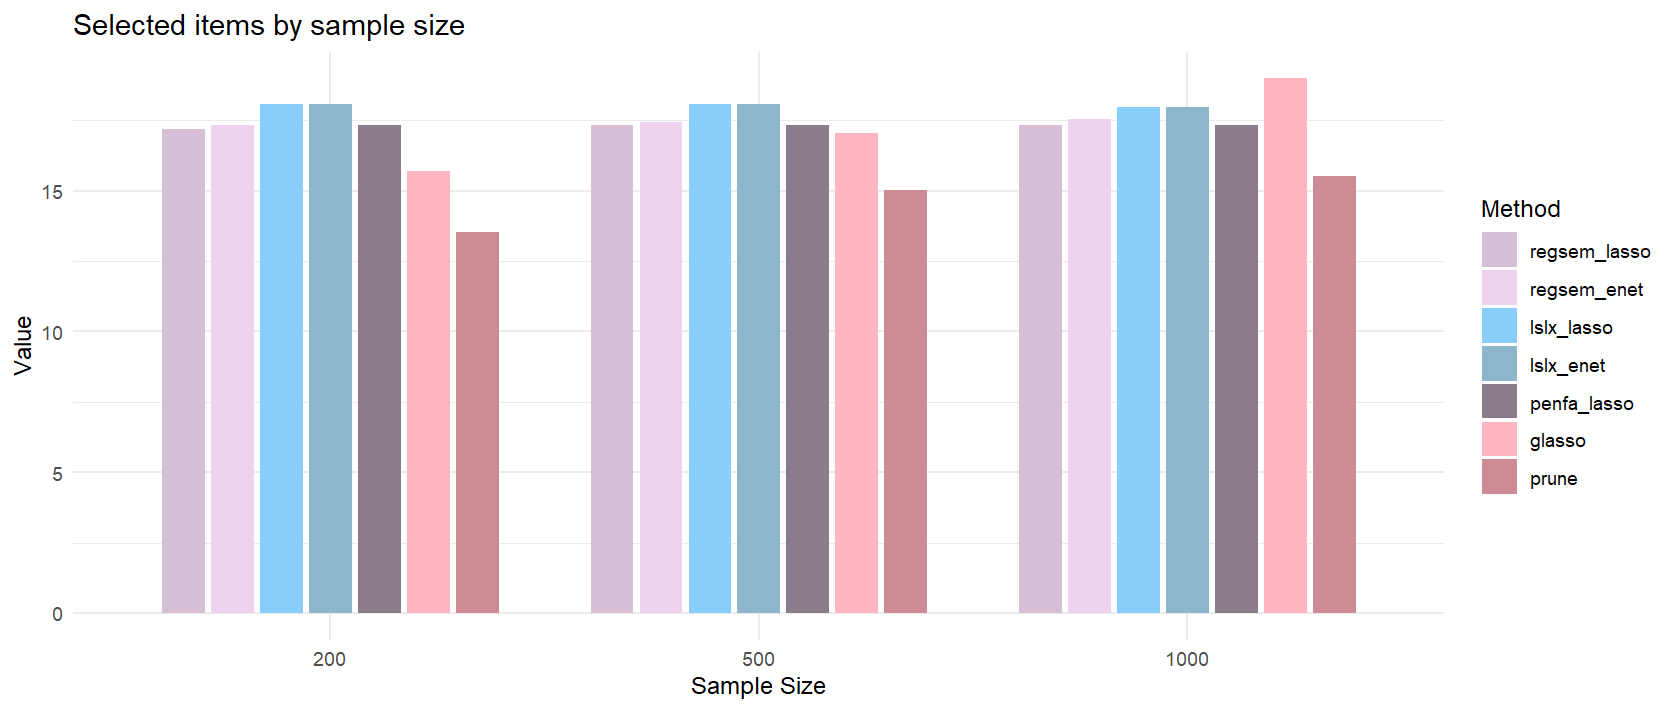 Selected items by sample size
Value
15
10
5
0
200
500
1000
Sample Size
Method
regsem_lasso
regsem_enet
lslx_lasso
lslx_enet
penfa_lasso
glasso
prune